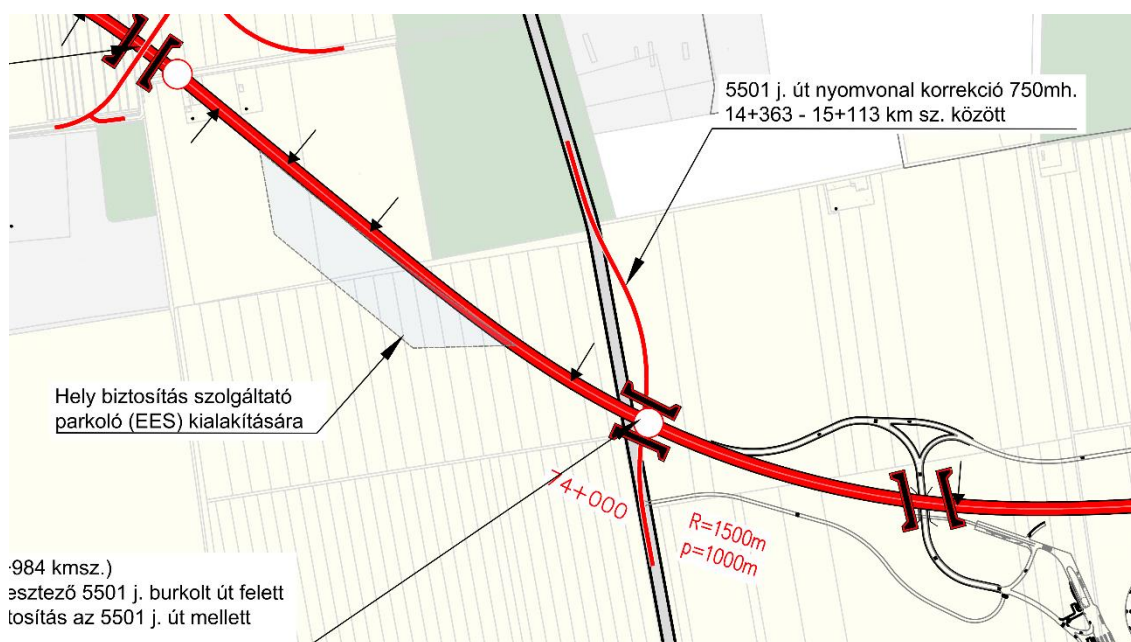 5501 j. út nyomvonal korrekció 750mh.
14+363 - 15+113 km sz. között
Hely biztosítás szolgáltató
parkoló (EES) kialakítására
74+000
R=1500m
p=1000m
984 kmsz.)
esztező 5501 j. burkolt út felett
tosítás az 5501 j. út mellett